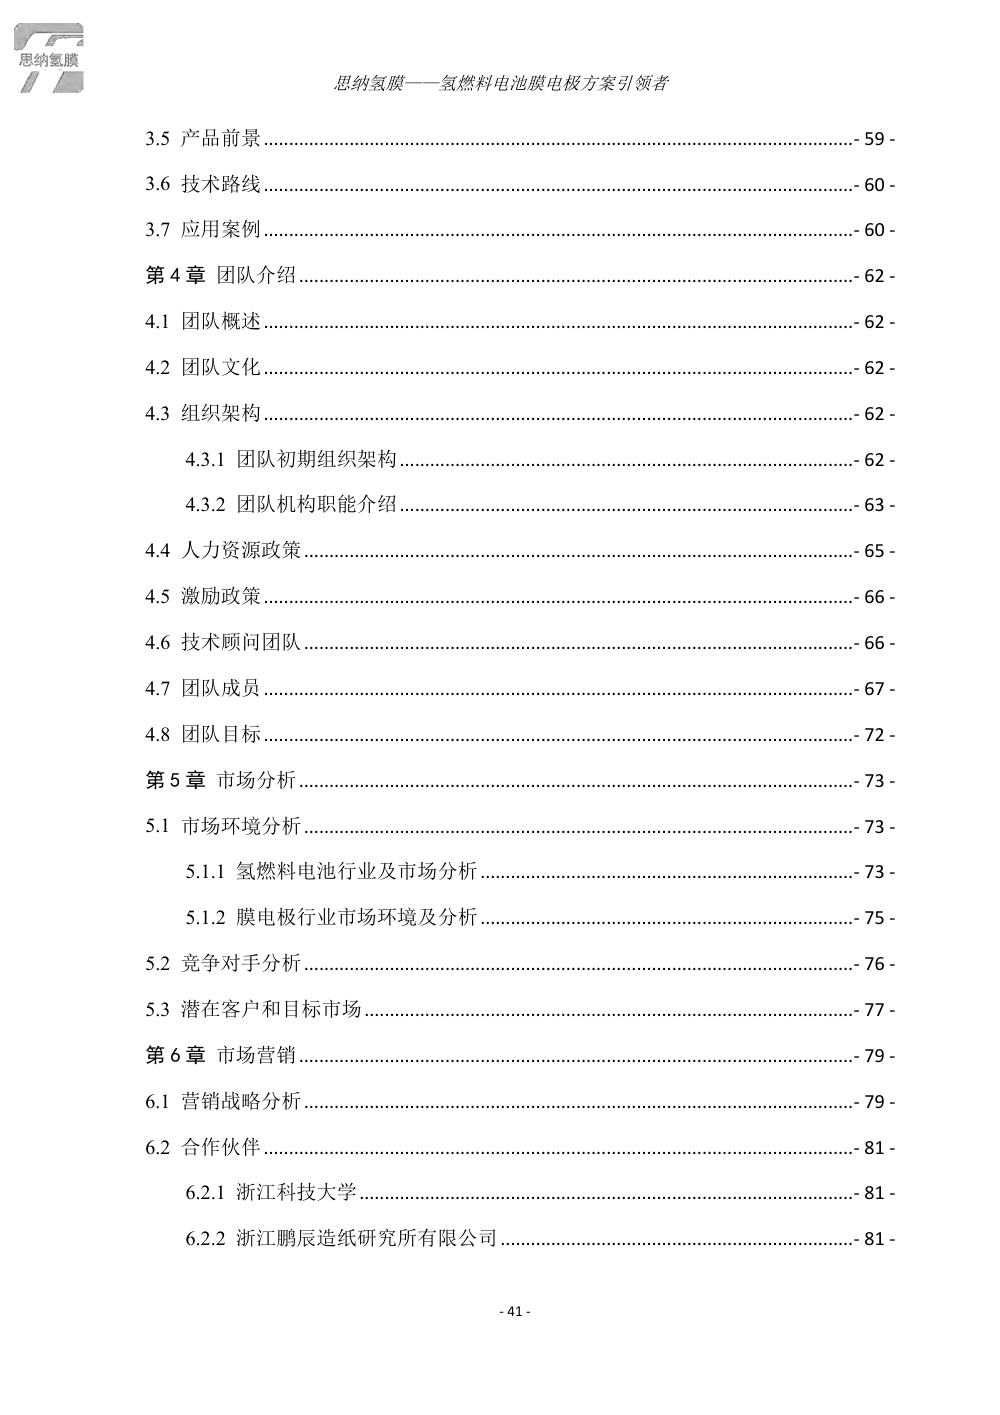 思纳氢膜
思纳氢膜——氢燃料电池膜电极方案引领者
3.5 产品前景 - 59 -
3.6 技术路线 - 60 -
3.7 应用案例 - 60 -
第 4 章 团队介绍 - 62 -
4.1 团队概述 - 62 -
4.2 团队文化 - 62 -
4.3 组织架构 - 62 -
4.3.1 团队初期组织架构 - 62 -
4.3.2 团队机构职能介绍 - 63 -
4.4 人力资源政策 - 65 -
4.5 激励政策 - 66 -
4.6 技术顾问团队 - 66 -
4.7 团队成员 - 67 -
4.8 团队目标 - 72 -
第 5 章 市场分析 - 73 -
5.1 市场环境分析 - 73 -
5.1.1 氢燃料电池行业及市场分析 - 73 -
5.1.2 膜电极行业市场环境及分析 - 75 -
5.2 竞争对手分析 - 76 -
5.3 潜在客户和目标市场 - 77 -
第 6 章 市场营销 - 79 -
6.1 营销战略分析 - 79 -
6.2 合作伙伴 - 81 -
6.2.1 浙江科技大学 - 81 -
6.2.2 浙江鹏辰造纸研究所有限公司 - 81 -
- 41 -